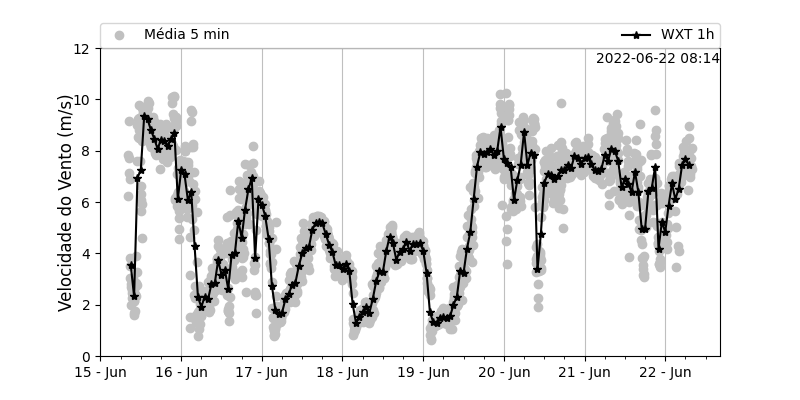 Média 5 min
WXT 1h
2022-06-22 08:14
Velocidade do Vento (m/s)
12
10
8
6
4
2
0
15 - Jun
16 - Jun
17 - Jun
18 - Jun
19 - Jun
20 - Jun
21 - Jun
22 - Jun